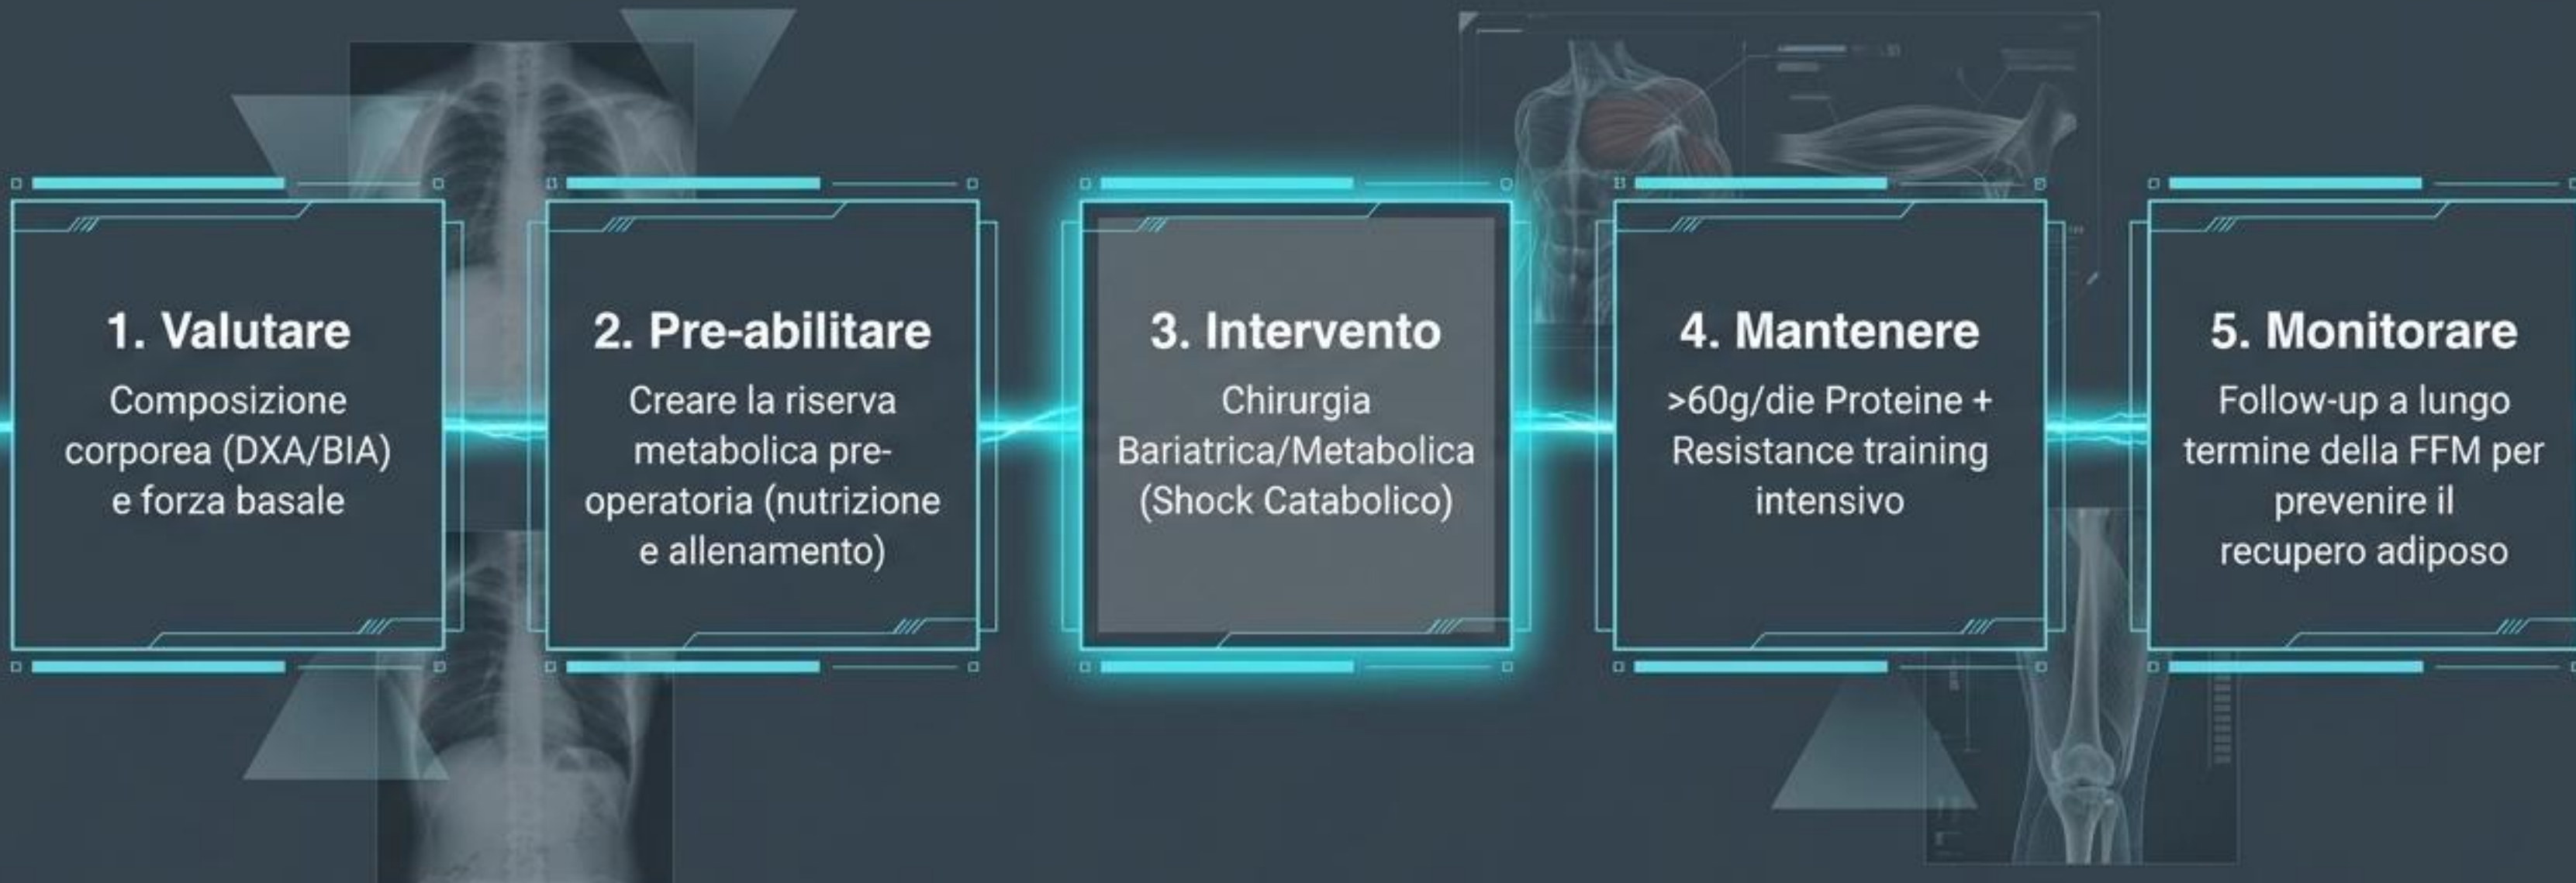 1. Valutare
Composizione
corporea (DXA/BIA)
e forza basale
2. Pre-abilitare
Creare la riserva
metabolica pre-
operatoria (nutrizione
e allenamento)
3. Intervento
Chirurgia
Bariatrica/Metabolica
(Shock Catabolico)
4. Mantenere
>60g/die Proteine +
Resistance training
intensivo
5. Monitorare
Follow-up a lungo
termine della FFM per
prevenire il
recupero adiposo